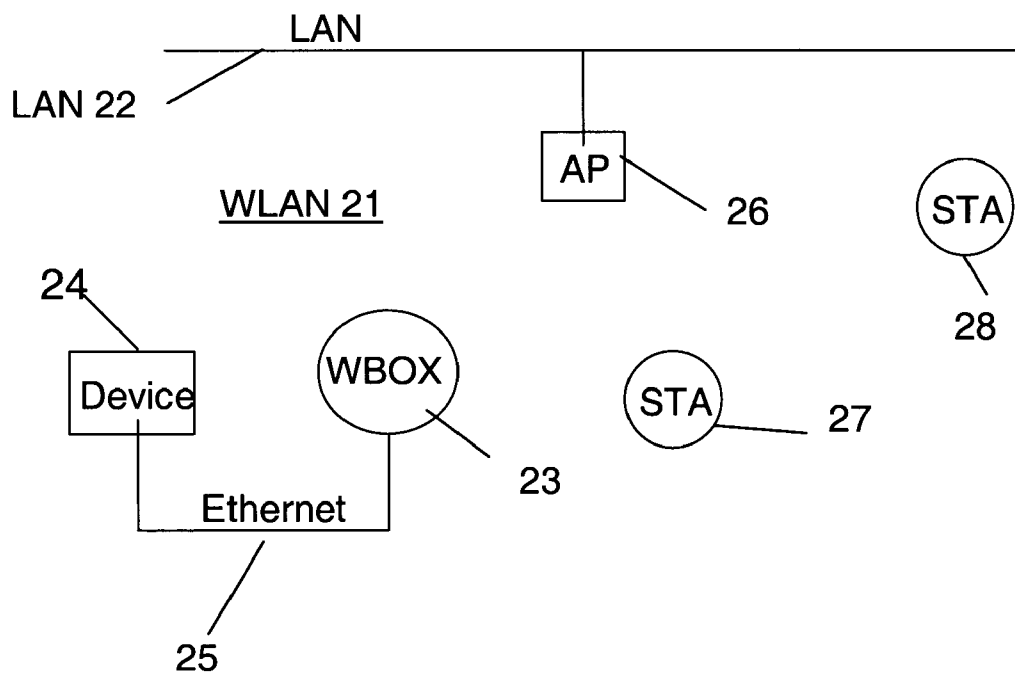 LAN
LAN 22
AP
WLAN 21
26
STA
28
24
Device
WBOX
STA
27
23
Ethernet
25